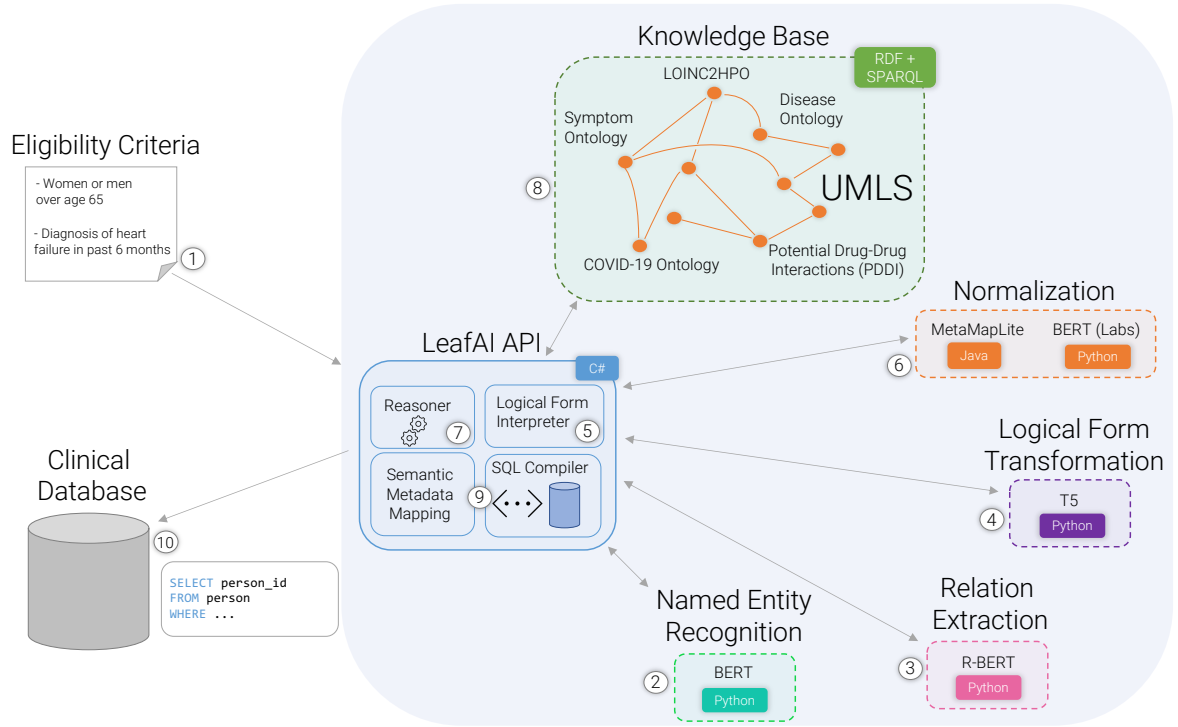 Knowledge Base
RDF +
SPARQL
LOINC2HPO
Disease
Ontology
Symptom
Ontology
8
UMLS
COVID-19 Ontology
Potential Drug-Drug
Interactions (PDDI)
Eligibility Criteria
- Women or men
over age 65
- Diagnosis of heart
failure in past 6 months
1
Normalization
MetaMapLite
Java
BERT (Labs)
Python
6
LeafAI API
C#
Reasoner
7
Logical Form
Interpreter
5
Semantic
Metadata
Mapping
9
SQL Compiler
Logical Form
Transformation
T5
Python
4
Clinical
Database
10
SELECT person_id
FROM person
WHERE ...
Named Entity
Recognition
BERT
Python
2
Relation
Extraction
R-BERT
Python
3